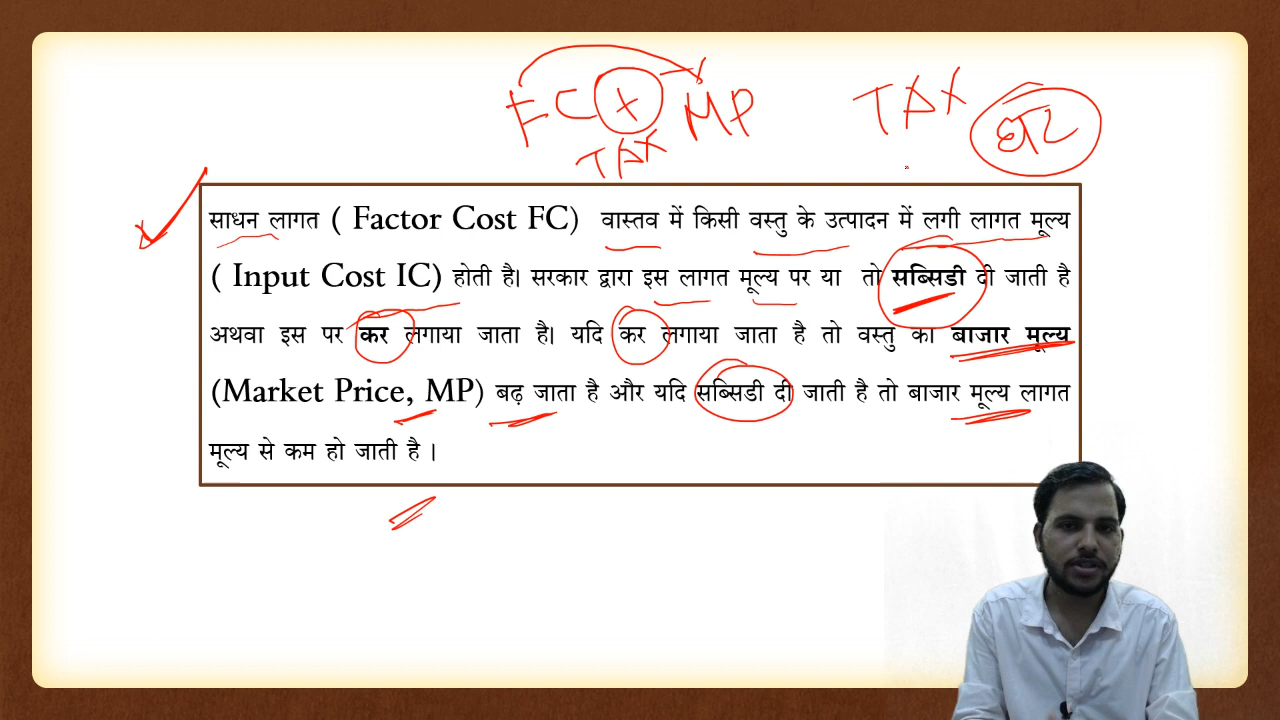 FC + MP TAX घर
TAX
साधन लागत ( Factor Cost FC) वास्तव में किसी वस्तु के उत्पादन में लगी लागत मूल्य
( Input Cost IC) होती है। सरकार द्वारा इस लागत मूल्य पर या तो सब्सिडी दी जाती है
अथवा इस पर कर लगाया जाता है। यदि कर लगाया जाता है तो वस्तु का बाजार मूल्य
(Market Price, MP) बढ़ जाता है और यदि सब्सिडी दी जाती है तो बाजार मूल्य लागत
मूल्य से कम हो जाती है ।